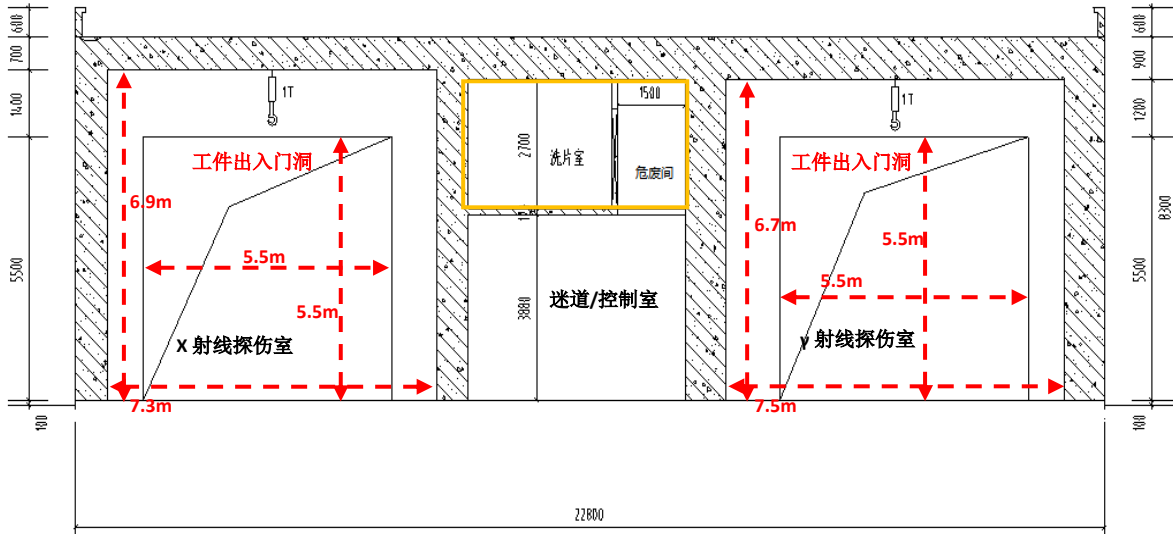 600
700
1400
5500
100
1T
工件出入门洞
6.9m
5.5m
5.5m
X 射线探伤室
7.3m
1500
2700
洗片室
危废间
3880
迷道/控制室
1T
工件出入门洞
6.7m
5.5m
5.5m
γ 射线探伤室
7.5m
600
900
1200
5500
8300
100
22800